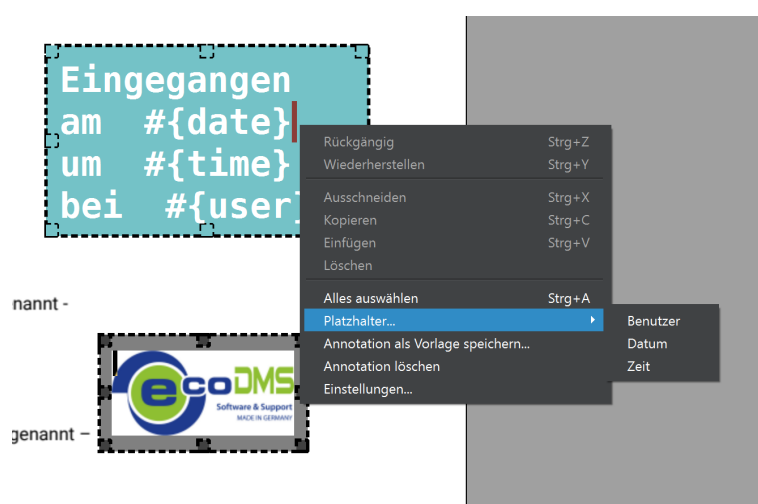 Eingegangen
am #{date}
um #{time}
bei #{user}
Rückgängig Strg+Z
Wiederherstellen Strg+Y
Ausschneiden Strg+X
Kopieren Strg+C
Einfügen Strg+V
Löschen
Alles auswählen Strg+A
Platzhalter...
Annotation als Vorlage speichern...
Annotation löschen
Einstellungen...
Benutzer
Datum
Zeit
nannt -
ecoDMS
Software & Support
MADE IN GERMANY
genannt –